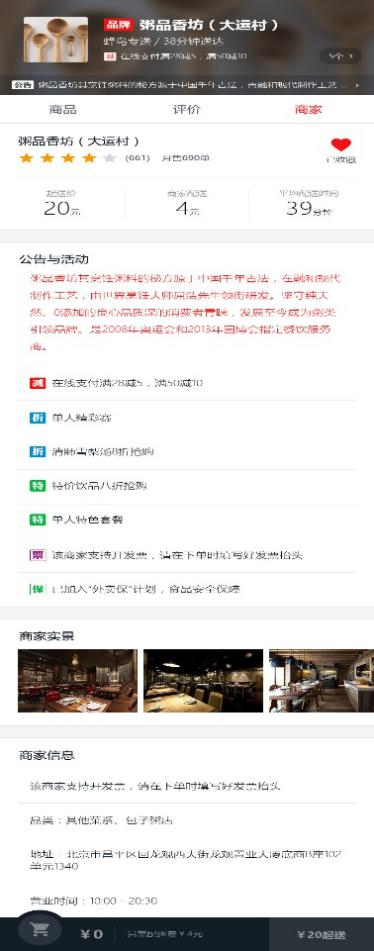 品牌 粥品香坊（大运村）
蜂鸟专送 / 38分钟送达
减 在线支付满28减5，满50减10
5个 >
公告 粥品香坊其烹饪粥料的秘方源于中国千年古法，在融和现代制作工艺... >
商品 评价 商家
粥品香坊（大运村）
(661) 月售690单 已收藏
起送价 商家配送 平均配送时间
20元 4元 39分钟
公告与活动
粥品香坊其烹饪粥料的秘方源于中国千年古法，在融和现代
制作工艺，由世界烹饪大师屈浩先生领衔研发。坚守纯天
然、0添加的良心品质深的消费者青睐，发展至今成为粥类
引领品牌。是2008年奥运会和2013年园博会指定餐饮服务
商。
减 在线支付满28减5，满50减10
折 单人精彩套
折 清肺雪梨汤8折抢购
特 特价饮品八折抢购
特 单人特色套餐
票 该商家支持开发票，请在下单时填写好发票抬头
保 已加入“外卖保”计划，食品安全保障
商家实景
商家信息
该商家支持开发票，请在下单时填写好发票抬头
品类：其他菜系、包子粥店
地址：北京市昌平区回龙观西大街龙观置业大厦底商B座102
单元1340
营业时间：10:00 - 20:30
¥0 另需配送费￥4元 ￥20起送